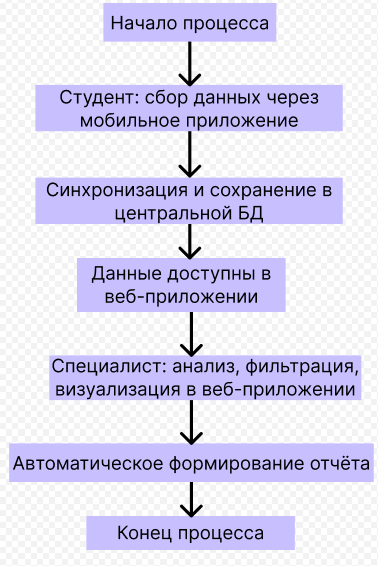 Начало процесса
Студент: сбор данных через
мобильное приложение
Синхронизация и сохранение в
центральной БД
Данные доступны в
веб-приложении
Специалист: анализ, фильтрация,
визуализация в веб-приложении
Автоматическое формирование отчёта
Конец процесса